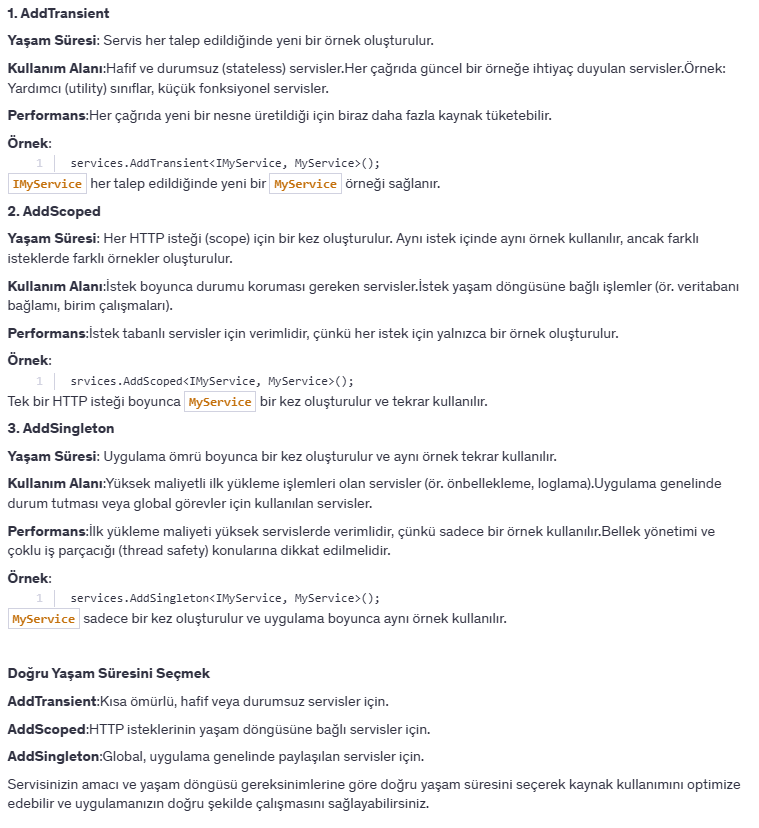 1. AddTransient
Yaşam Süresi: Servis her talep edildiğinde yeni bir örnek oluşturulur.
Kullanım Alanı:Hafif ve durumsuz (stateless) servisler.Her çağrıda güncel bir örneğe ihtiyaç duyulan servisler.Örnek:
Yardımcı (utility) sınıflar, küçük fonksiyonel servisler.
Performans:Her çağrıda yeni bir nesne üretildiği için biraz daha fazla kaynak tüketebilir.
Örnek:
1 services.AddTransient<IMyService, MyService>();
IMyService her talep edildiğinde yeni bir MyService örneği sağlanır.
2. AddScoped
Yaşam Süresi: Her HTTP isteği (scope) için bir kez oluşturulur. Aynı istek içinde aynı örnek kullanılır, ancak farklı
isteklerde farklı örnekler oluşturulur.
Kullanım Alanı:İstek boyunca durumu koruması gereken servisler.İstek yaşam döngüsüne bağlı işlemler (ör. veritabanı
bağlamı, birim çalışmaları).
Performans:İstek tabanlı servisler için verimlidir, çünkü her istek için yalnızca bir örnek oluşturulur.
Örnek:
1 srvices.AddScoped<IMyService, MyService>();
Tek bir HTTP isteği boyunca MyService bir kez oluşturulur ve tekrar kullanılır.
3. AddSingleton
Yaşam Süresi: Uygulama ömrü boyunca bir kez oluşturulur ve aynı örnek tekrar kullanılır.
Kullanım Alanı:Yüksek maliyetli ilk yükleme işlemleri olan servisler (ör. önbellekleme, loglama).Uygulama genelinde
durum tutması veya global görevler için kullanılan servisler.
Performans:İlk yükleme maliyeti yüksek servislerde verimlidir, çünkü sadece bir örnek kullanılır.Bellek yönetimi ve
çoklu iş parçacığı (thread safety) konularına dikkat edilmelidir.
Örnek:
1 services.AddSingleton<IMyService, MyService>();
MyService sadece bir kez oluşturulur ve uygulama boyunca aynı örnek kullanılır.
Doğru Yaşam Süresini Seçmek
AddTransient:Kısa ömürlü, hafif veya durumsuz servisler için.
AddScoped:HTTP isteklerinin yaşam döngüsüne bağlı servisler için.
AddSingleton:Global, uygulama genelinde paylaşılan servisler için.
Servisinizin amacı ve yaşam döngüsü gereksinimlerine göre doğru yaşam süresini seçerek kaynak kullanımını optimize
edebilir ve uygulamanızın doğru şekilde çalışmasını sağlayabilirsiniz.